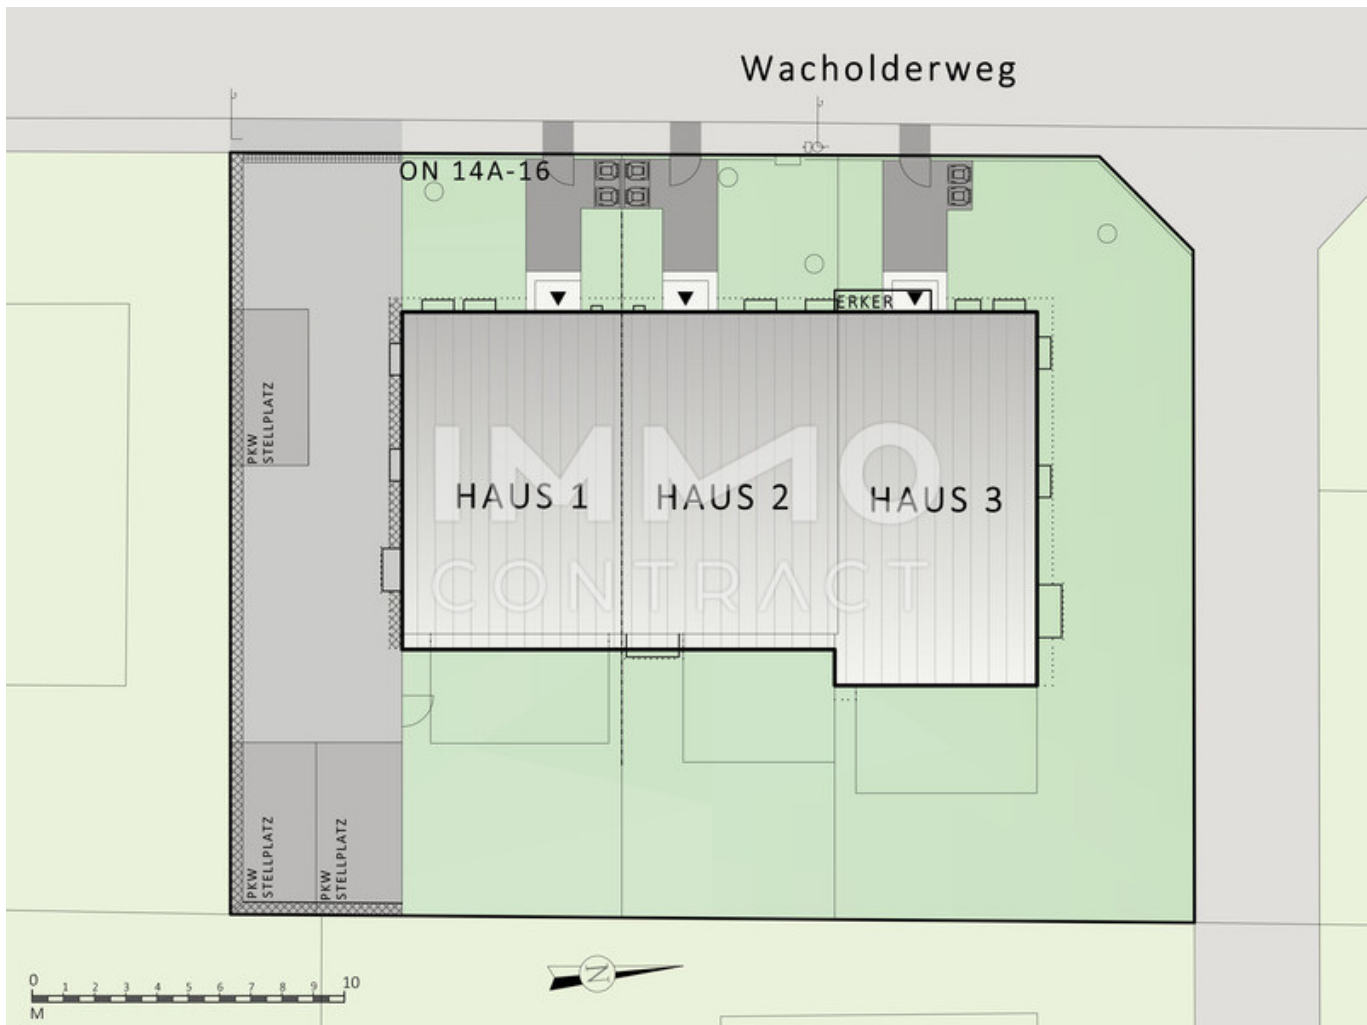 Wacholderweg
ON 14A-16
ERKER
PKW
STELLPLATZ
IMMO
CONTRACT
HAUS 1
HAUS 2
HAUS 3
PKW
STELLPLATZ
PKW
STELLPLATZ
N
0 1 2 3 4 5 6 7 8 9 10
M